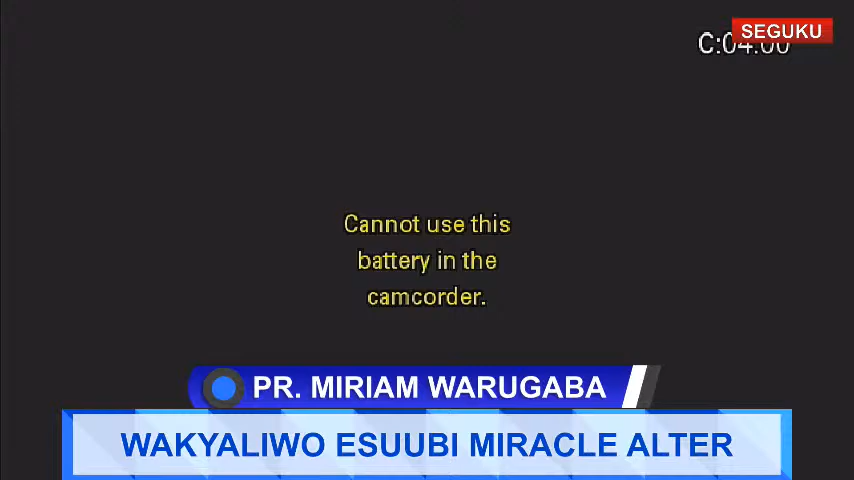 SEGUKU
C:04:00
Cannot use this
battery in the
camcorder.
PR. MIRIAM WARUGABA
WAKYALIWO ESUUBI MIRACLE ALTER